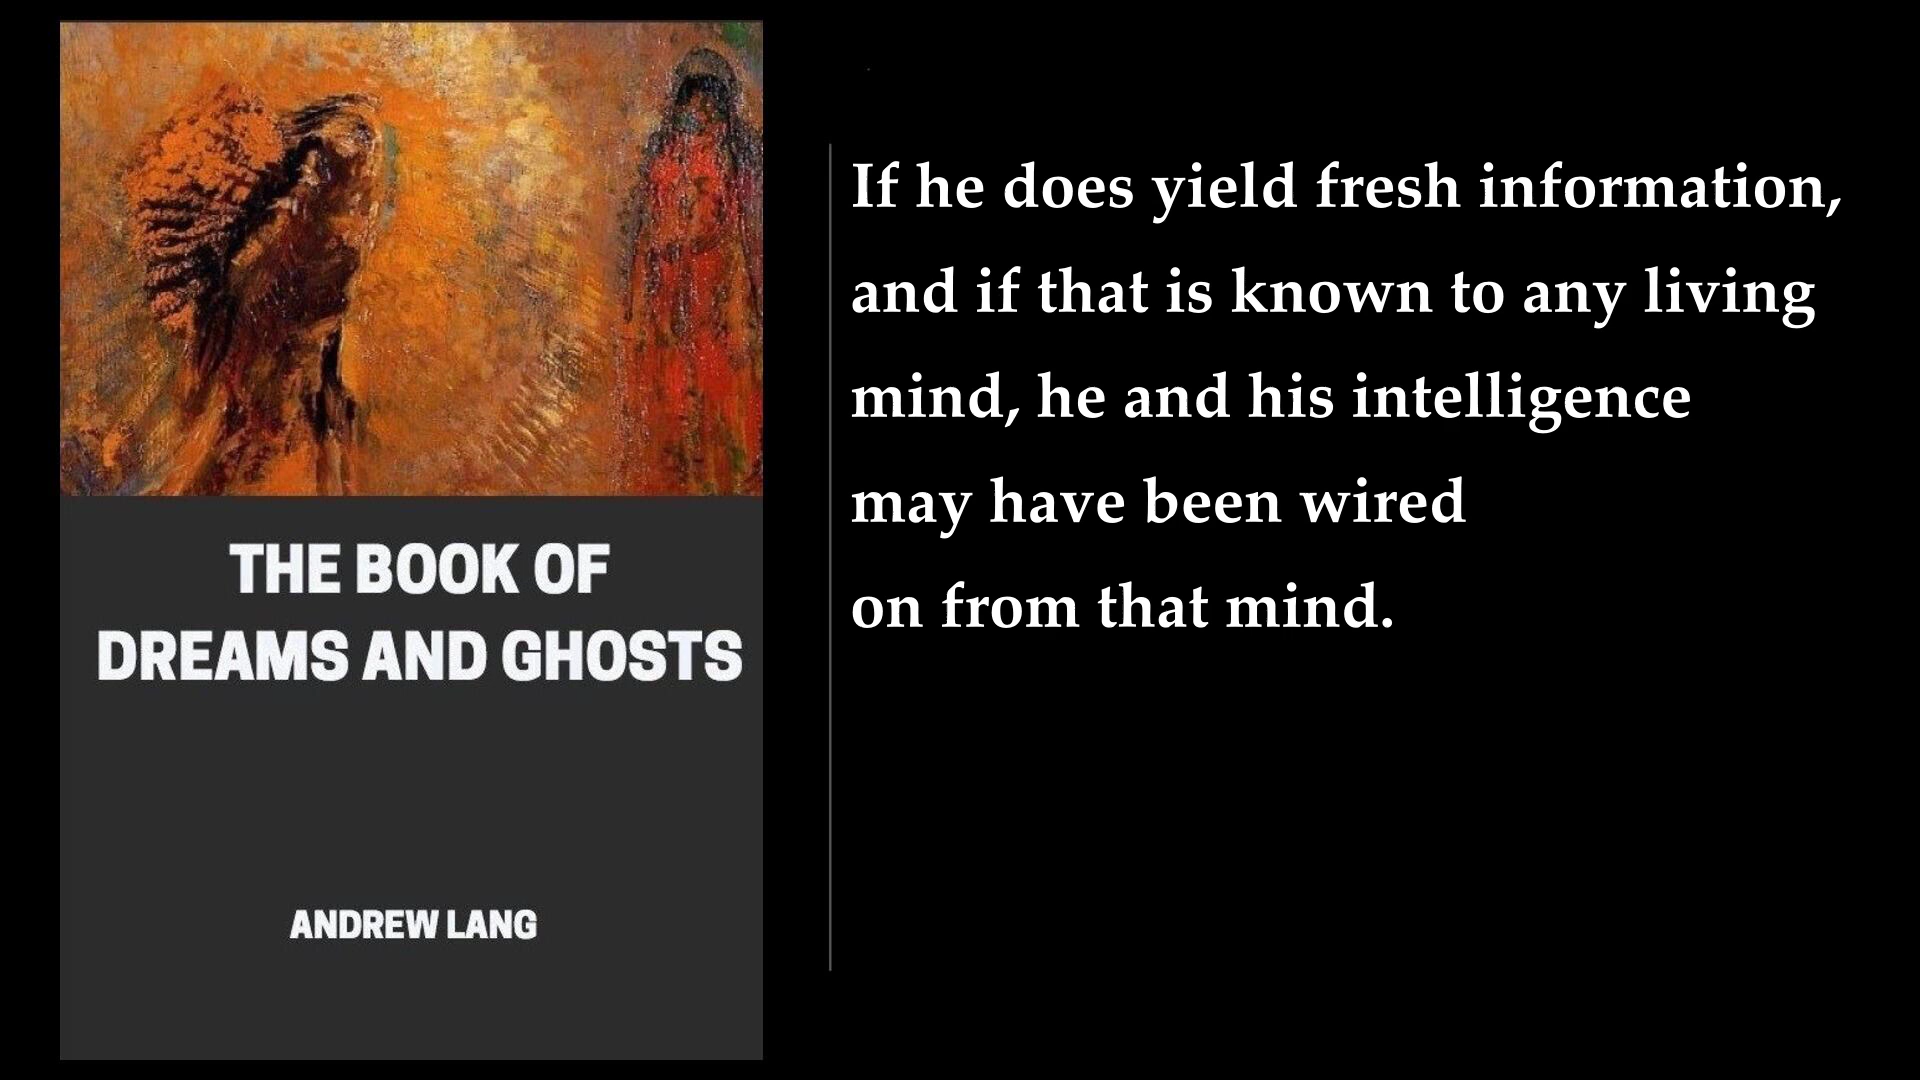 THE BOOK OF
DREAMS AND GHOSTS
ANDREW LANG
If he does yield fresh information,
and if that is known to any living
mind, he and his intelligence
may have been wired
on from that mind.